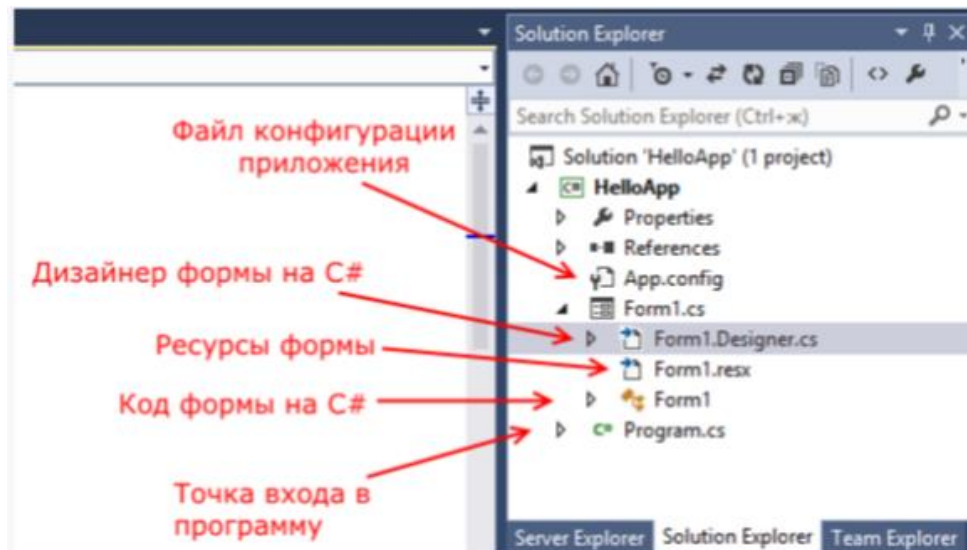 Solution Explorer
Search Solution Explorer (Ctrl+ж)
Файл конфигурации
приложения
Дизайнер формы на C#
Ресурсы формы
Код формы на C#
Точка входа в
программу
Solution 'HelloApp' (1 project)
C# HelloApp
Properties
References
App.config
Form1.cs
Form1.Designer.cs
Form1.resx
Form1
C# Program.cs
Server Explorer Solution Explorer Team Explorer